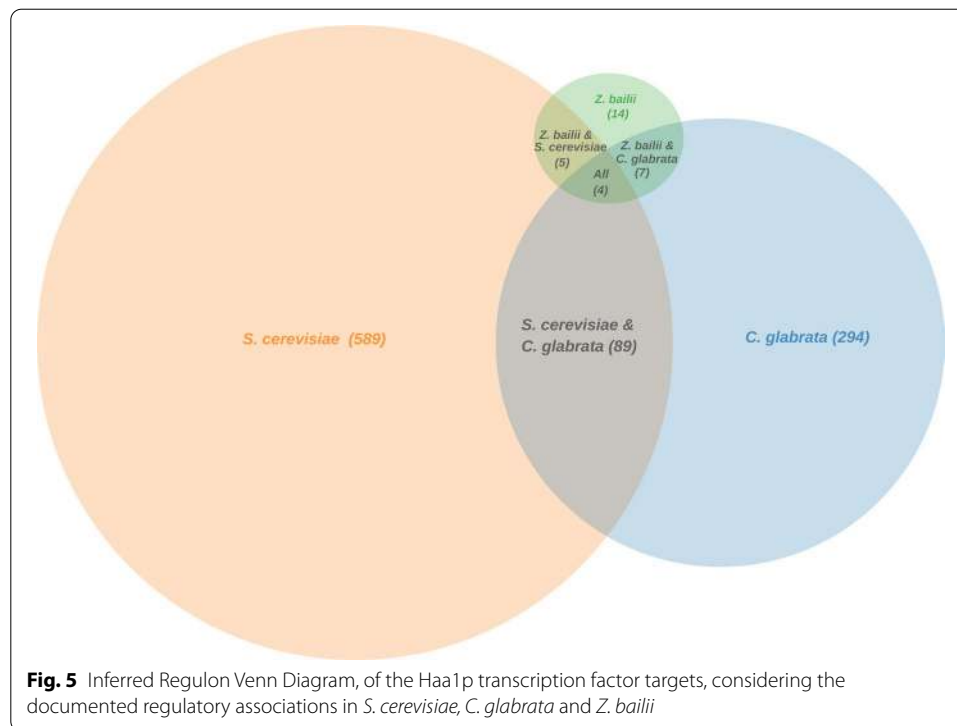 Z. bailii
(14)
Z. bailii &
S. cerevisiae
(5)
Z. bailii &
C. glabrata
(7)
All
(4)
S. cerevisiae (589)
S. cerevisiae &
C. glabrata (89)
C. glabrata (294)
Fig. 5 Inferred Regulon Venn Diagram, of the Haa1p transcription factor targets, considering the
documented regulatory associations in S. cerevisiae, C. glabrata and Z. bailii